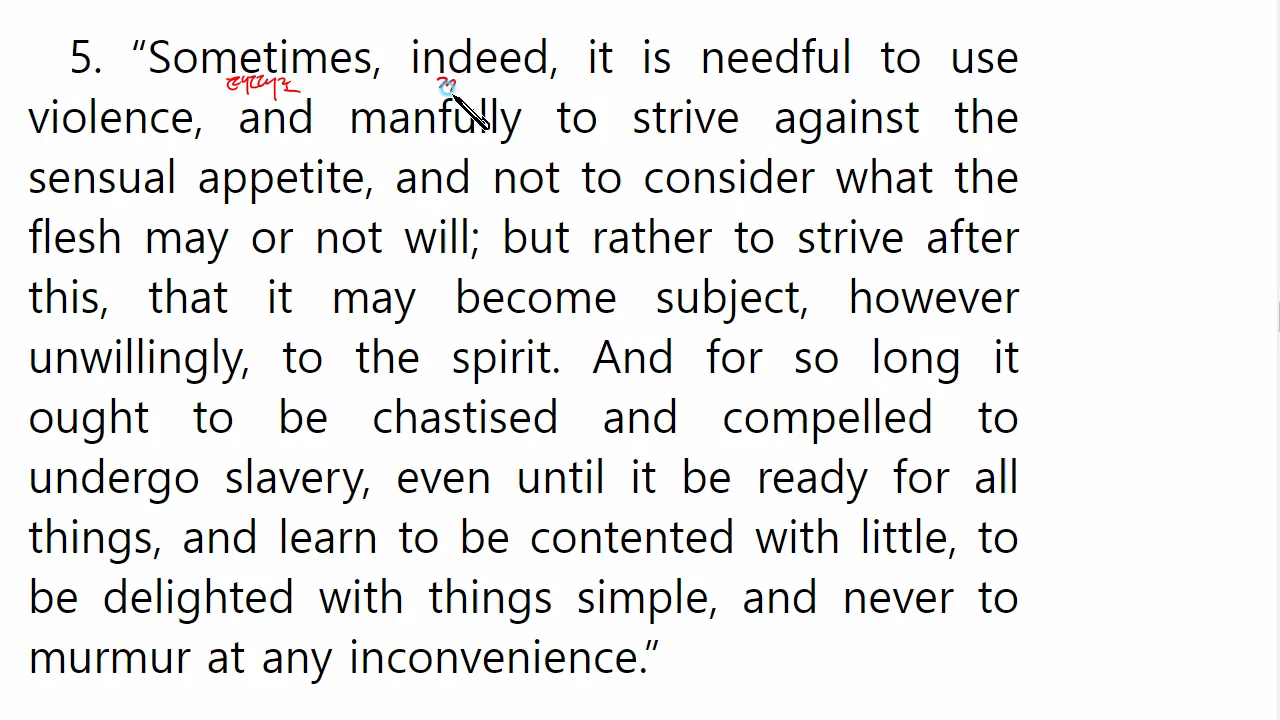 5. “Sometimes, indeed, it is needful to use
violence, and manfully to strive against the
sensual appetite, and not to consider what the
flesh may or not will; but rather to strive after
this, that it may become subject, however
unwillingly, to the spirit. And for so long it
ought to be chastised and compelled to
undergo slavery, even until it be ready for all
things, and learn to be contented with little, to
be delighted with things simple, and never to
murmur at any inconvenience.”